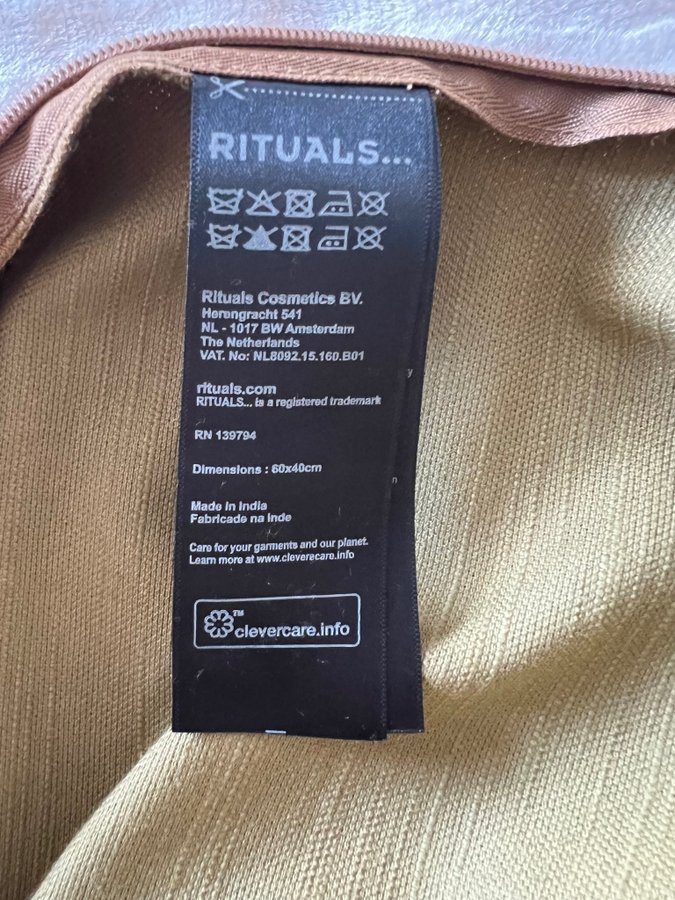 RITUALS...
Rituals Cosmetics BV.
Herengracht 541
NL - 1017 BW Amsterdam
The Netherlands
VAT. No: NL8092.15.160.B01
rituals.com
RITUALS... is a registered trademark
RN 139794
Dimensions : 60x40cm
Made in India
Fabricade na Inde
Care for your garments and our planet.
Learn more at www.cleverecare.info
™
clevercare.info
y
n